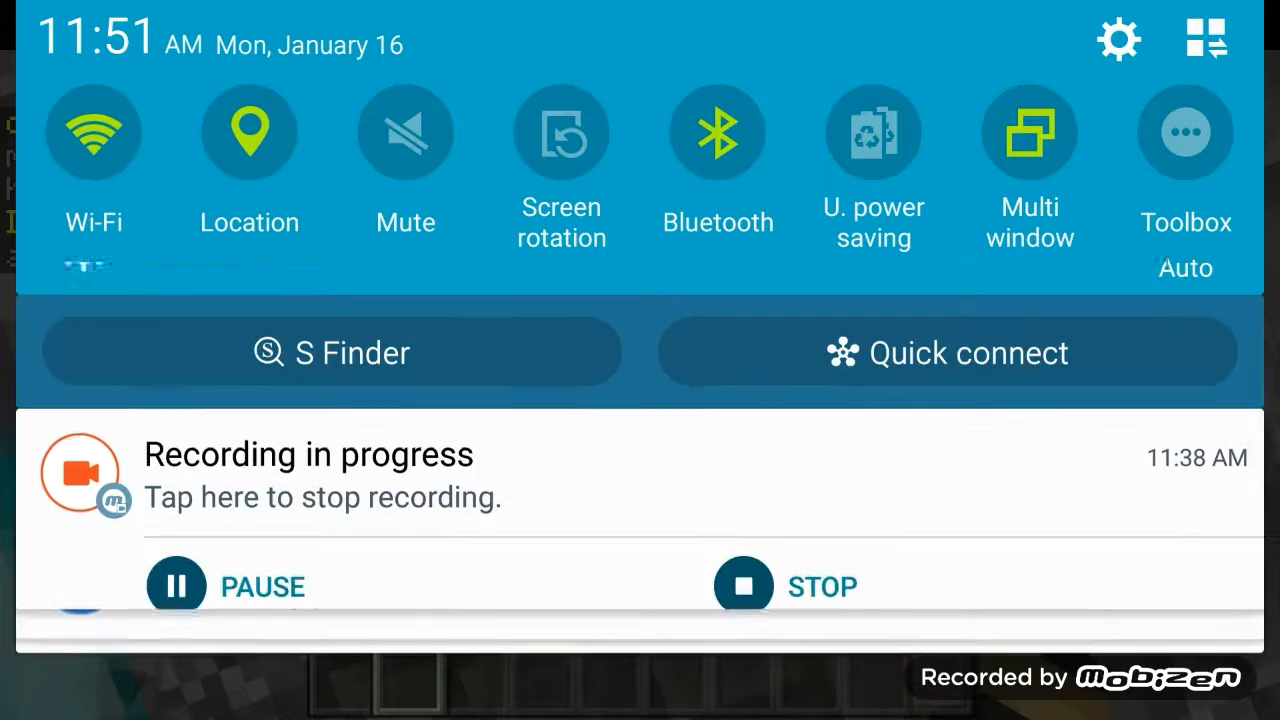 11:51 AM Mon, January 16
Wi-Fi
Location
Mute
Screen
rotation
Bluetooth
U. power
saving
Multi
window
Toolbox
Auto
S Finder
Quick connect
Recording in progress
11:38 AM
Tap here to stop recording.
PAUSE
STOP
Recorded by mobizen